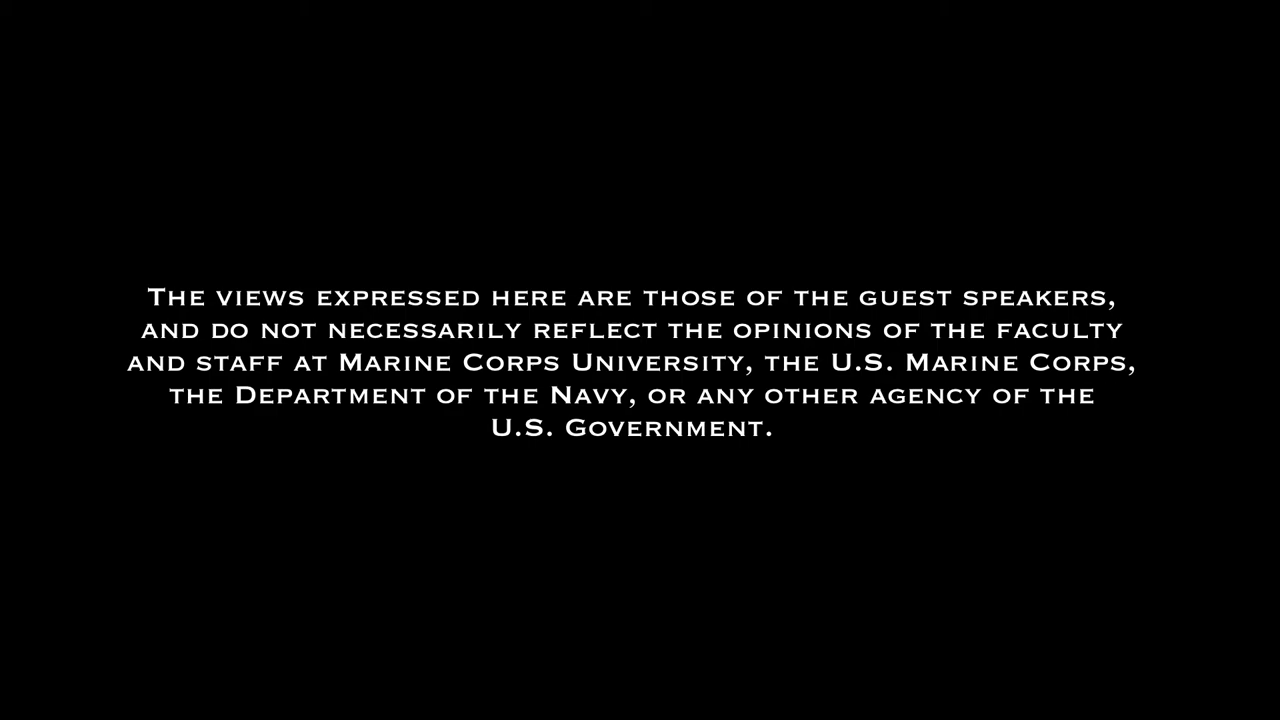 The views expressed here are those of the guest speakers,
and do not necessarily reflect the opinions of the faculty
and staff at Marine Corps University, the U.S. Marine Corps,
the Department of the Navy, or any other agency of the
U.S. Government.